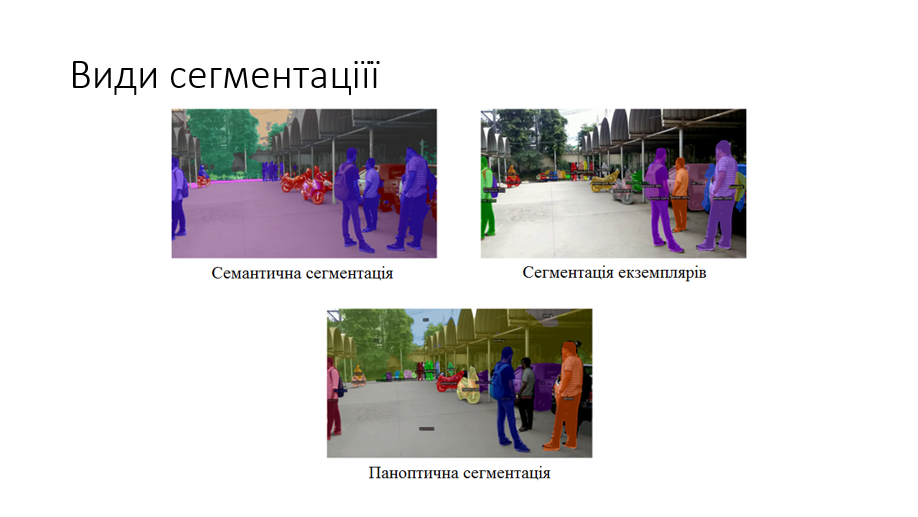 Види сегментаціїї
Семантична сегментація
Сегментація екземплярів
Паноптична сегментація